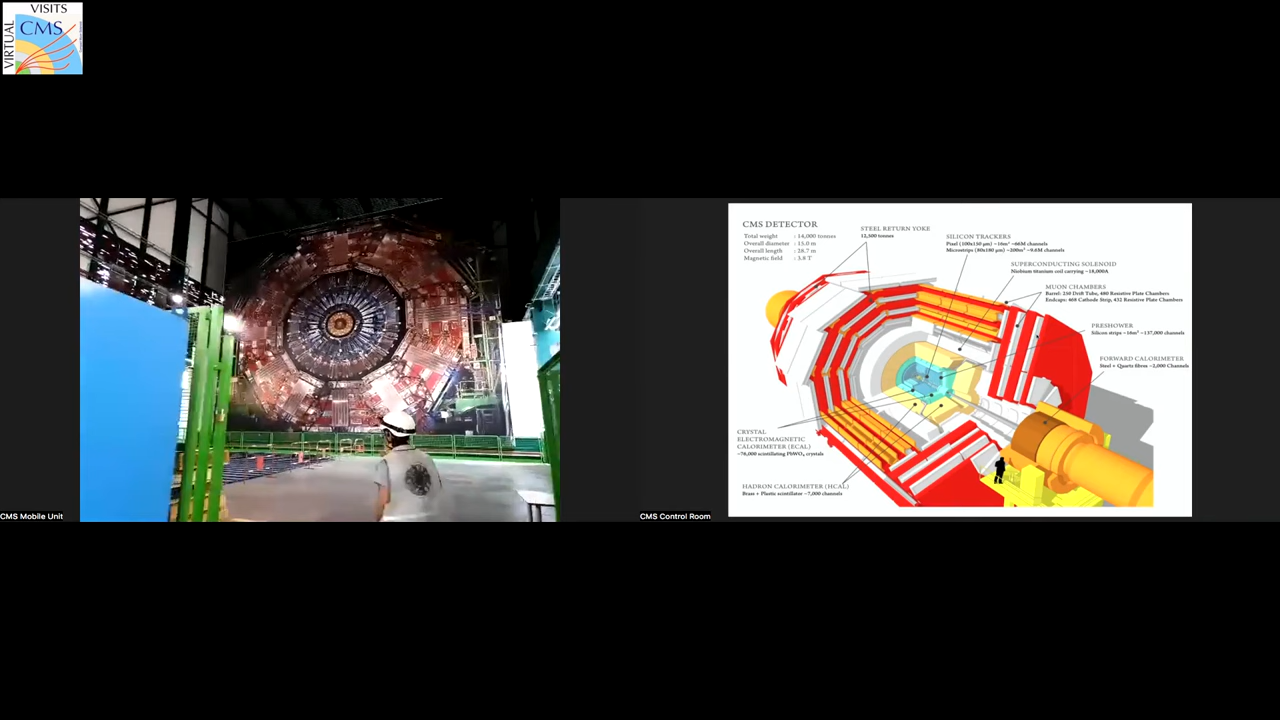 VISITS
CMS
VIRTUAL
CMS DETECTOR
Total weight : 14,000 tonnes
Overall diameter : 15.0 m
Overall length : 28.7 m
Magnetic field : 3.8 T
STEEL RETURN YOKE
12,500 tonnes
SILICON TRACKERS
Pixel (100x150 μm) ~16m² ~66M channels
Microstrips (80x180 μm) ~200m² ~9.6M channels
SUPERCONDUCTING SOLENOID
Niobium titanium coil carrying ~18,000A
MUON CHAMBERS
Barrel: 250 Drift Tube, 480 Resistive Plate Chambers
Endcaps: 468 Cathode Strip, 432 Resistive Plate Chambers
PRESHOWER
Silicon strips ~16m² ~137,000 channels
FORWARD CALORIMETER
Steel + Quartz fibres ~2,000 Channels
CRYSTAL
ELECTROMAGNETIC
CALORIMETER (ECAL)
~76,000 scintillating PbWO₄ crystals
HADRON CALORIMETER (HCAL)
Brass + Plastic scintillator ~7,000 channels
CMS Mobile Unit
CMS Control Room